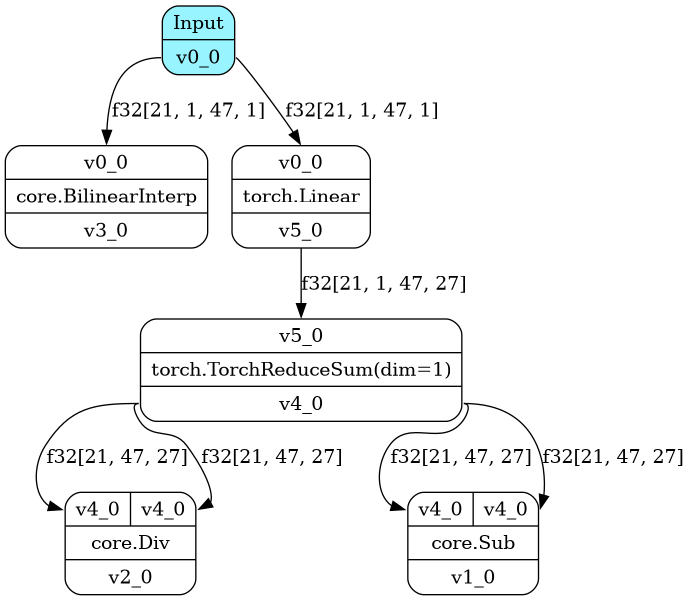 Input
v0_0
f32[21, 1, 47, 1]
f32[21, 1, 47, 1]
v0_0
core.BilinearInterp
v3_0
v0_0
torch.Linear
v5_0
f32[21, 1, 47, 27]
v5_0
torch.TorchReduceSum(dim=1)
v4_0
f32[21, 47, 27]
f32[21, 47, 27]
f32[21, 47, 27]
f32[21, 47, 27]
v4_0
v4_0
core.Div
v2_0
v4_0
v4_0
core.Sub
v1_0